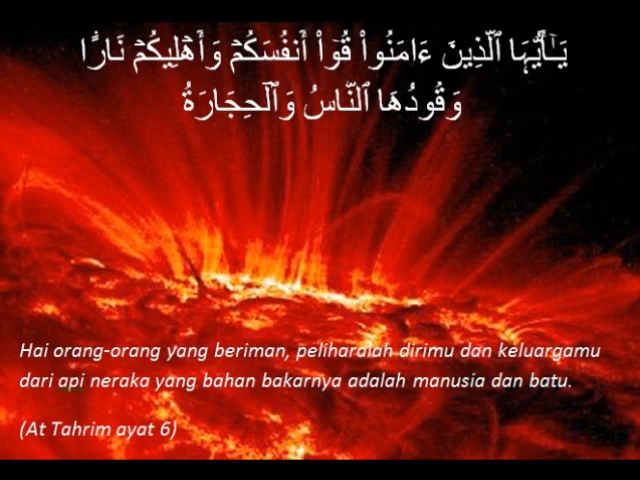 يَـٰٓأَيُّہَا ٱلَّذِينَ ءَامَنُواْ قُوٓاْ أَنفُسَكُمۡ وَأَهۡلِيكُمۡ نَارً۬ا
وَقُودُهَا ٱلنَّاسُ وَٱلۡحِجَارَةُ
Hai orang-orang yang beriman, peliharalah dirimu dan keluargamu
dari api neraka yang bahan bakarnya adalah manusia dan batu.
(At Tahrim ayat 6)